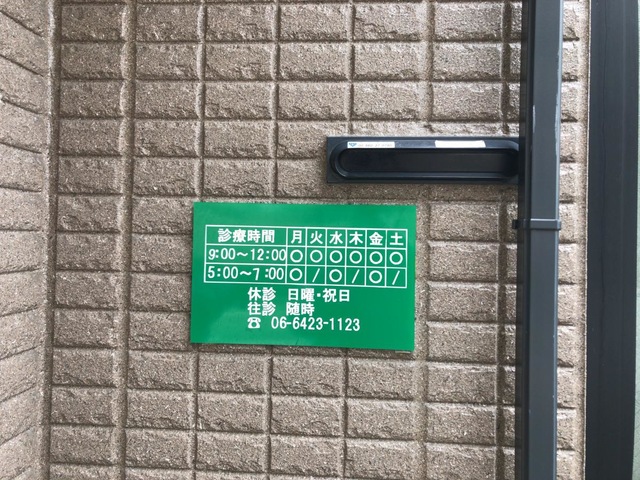 診療時間 月 火 水 木 金 土
9:00〜12:00 〇 〇 〇 〇 〇 〇
5:00〜7:00 〇 / 〇 / 〇 /
休診 日曜・祝日
往診 随時
☎ 06-6423-1123